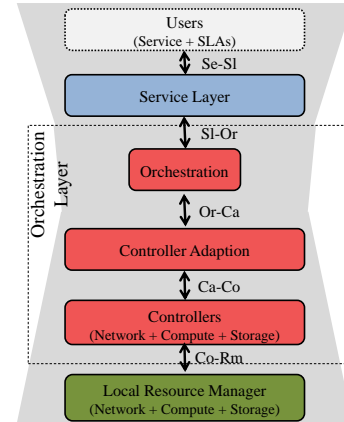 Users
(Service + SLAs)
Se-Sl
Service Layer
Sl-Or
Orchestration
Layer
Orchestration
Or-Ca
Controller Adaption
Ca-Co
Controllers
(Network + Compute + Storage)
Co-Rm
Local Resource Manager
(Network + Compute + Storage)